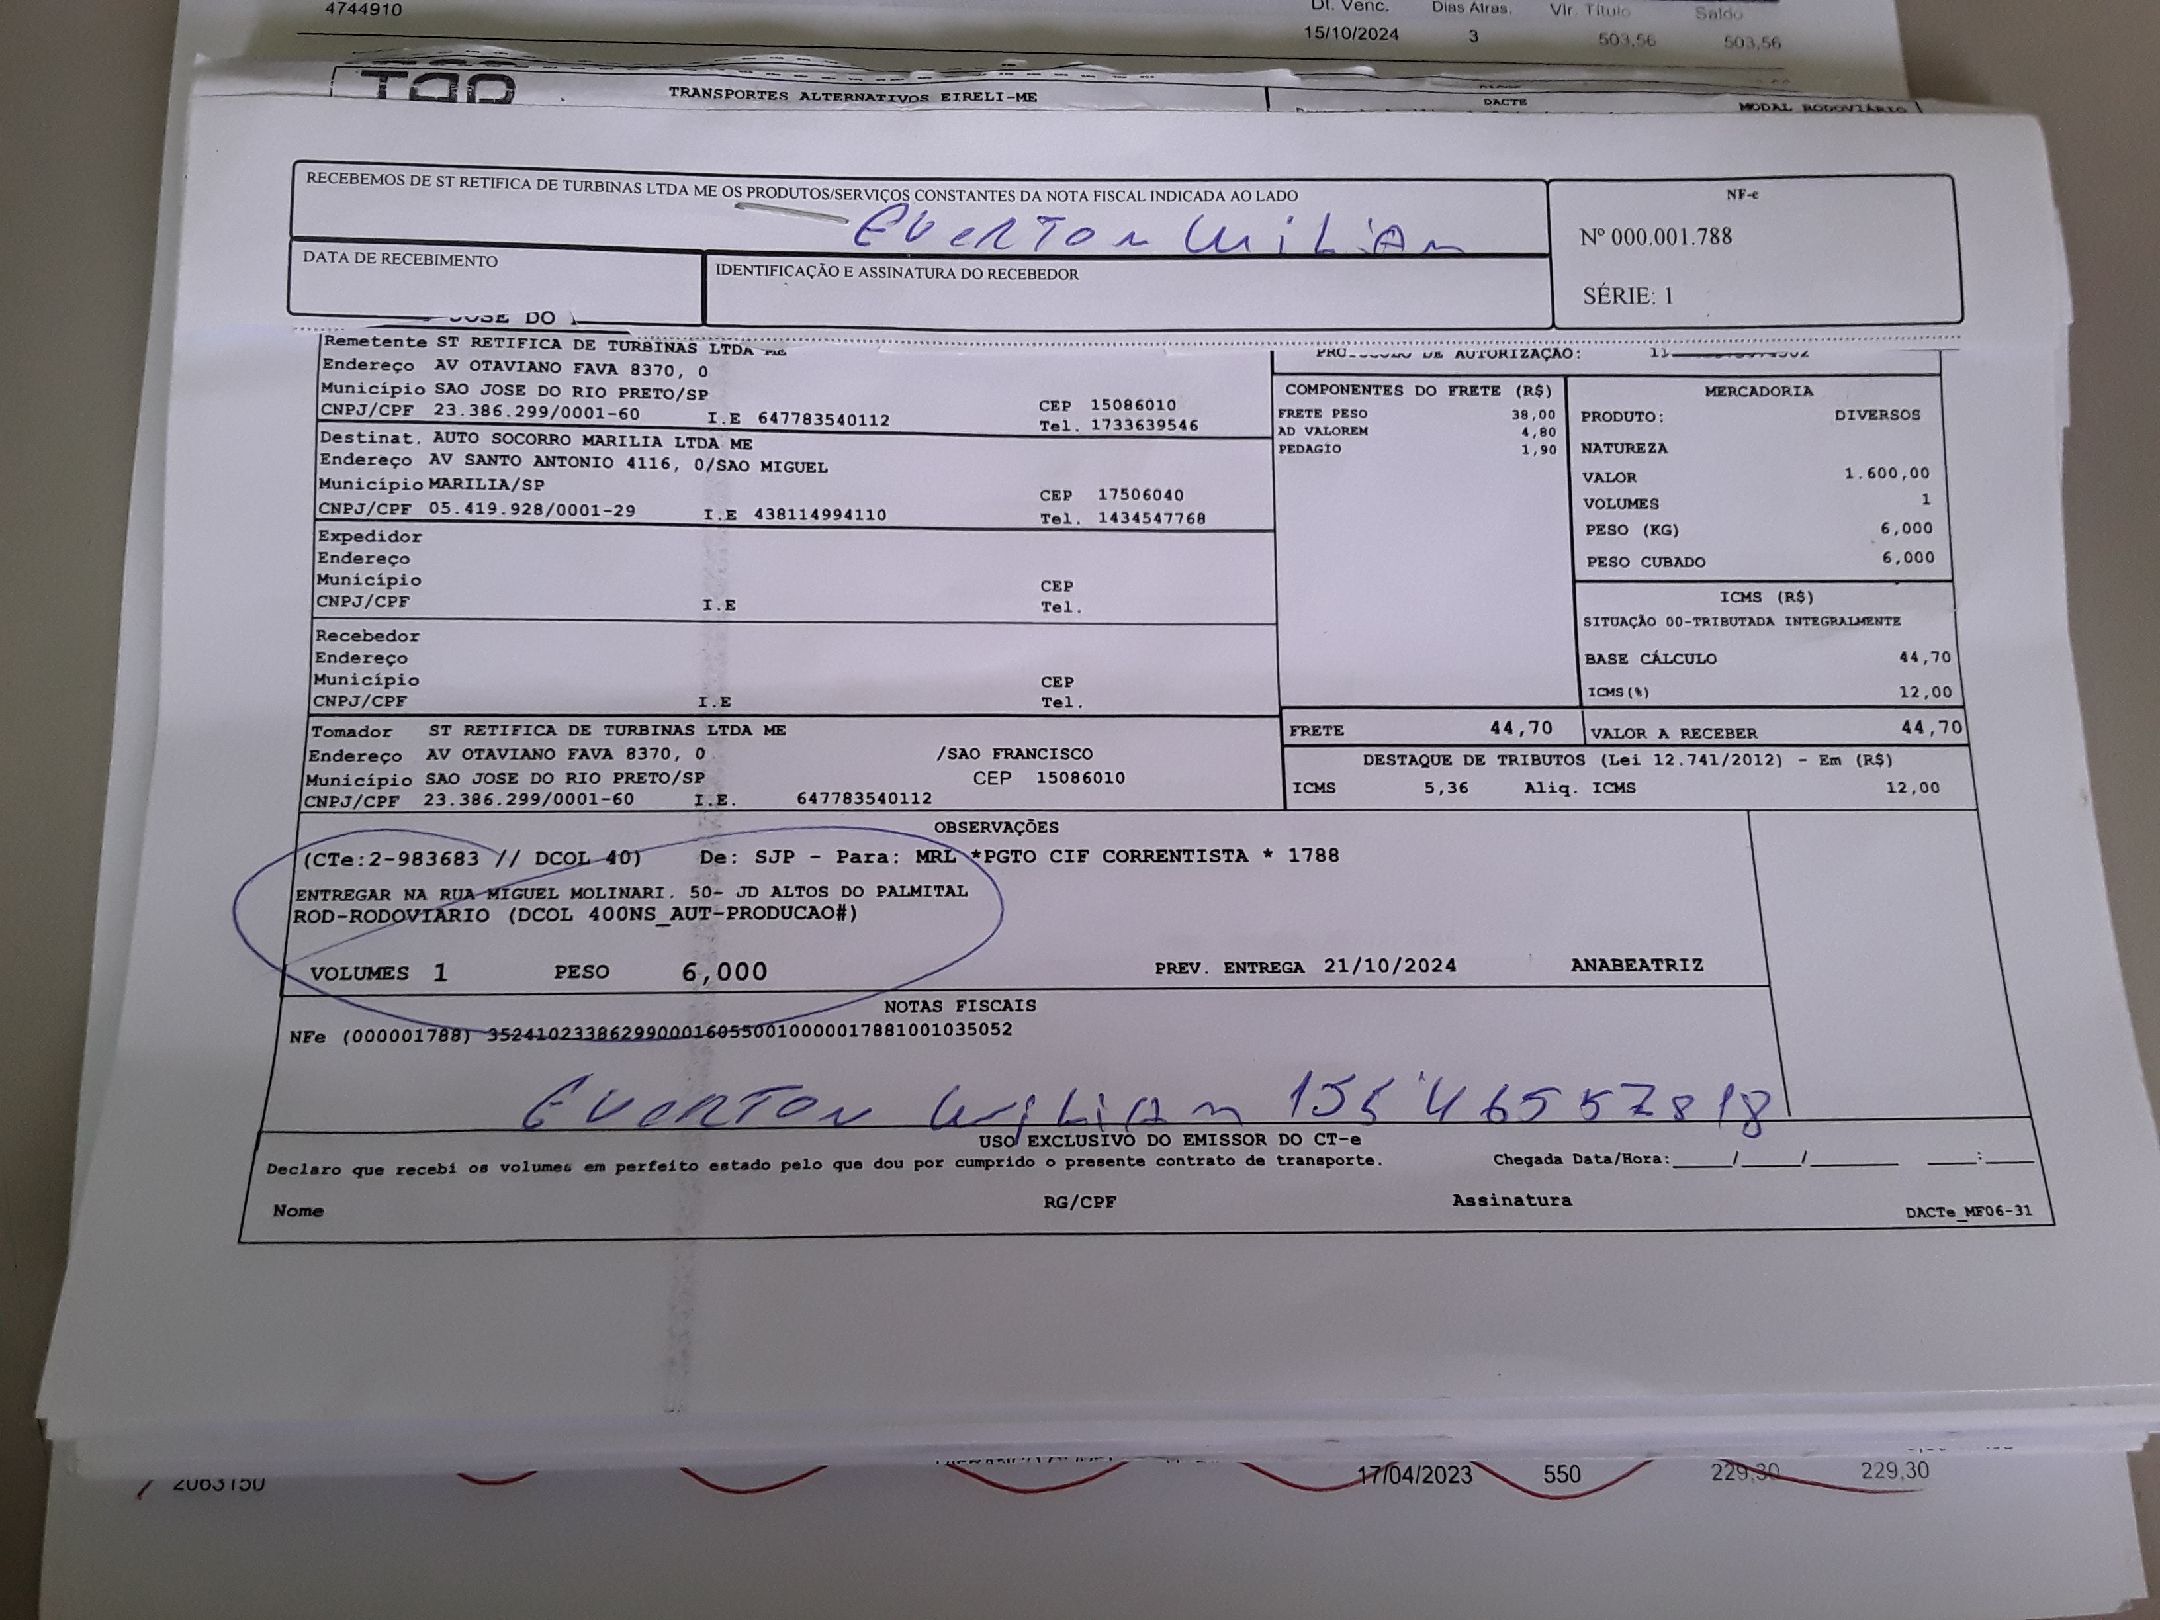 4744910
Dt. Venc. Dias Atras. Vlr. Título Saldo
15/10/2024 3 503,56 503,56
TRANSPORTES ALTERNATIVOS EIRELI-ME
DACTE
MODAL RODOVIÁRIO
RECEBEMOS DE ST RETIFICA DE TURBINAS LTDA ME OS PRODUTOS/SERVIÇOS CONSTANTES DA NOTA FISCAL INDICADA AO LADO
EVERTON WILIAN
NF-e
Nº 000.001.788
SÉRIE: 1
DATA DE RECEBIMENTO
IDENTIFICAÇÃO E ASSINATURA DO RECEBEDOR
JOSE DO
Remetente ST RETIFICA DE TURBINAS LTDA ME
Endereço AV OTAVIANO FAVA 8370, 0
Município SAO JOSE DO RIO PRETO/SP
CEP 15086010
CNPJ/CPF 23.386.299/0001-60 I.E 647783540112
Tel. 1733639546
Destinat. AUTO SOCORRO MARILIA LTDA ME
Endereço AV SANTO ANTONIO 4116, 0/SAO MIGUEL
Município MARILIA/SP
CEP 17506040
CNPJ/CPF 05.419.928/0001-29 I.E 438114994110
Tel. 1434547768
Expedidor
Endereço
Município
CEP
CNPJ/CPF I.E
Tel.
Recebedor
Endereço
Município
CEP
CNPJ/CPF I.E
Tel.
Tomador ST RETIFICA DE TURBINAS LTDA ME
Endereço AV OTAVIANO FAVA 8370, 0 /SAO FRANCISCO
Município SAO JOSE DO RIO PRETO/SP CEP 15086010
CNPJ/CPF 23.386.299/0001-60 I.E. 647783540112
DE AUTORIZAÇÃO:
COMPONENTES DO FRETE (R$)
FRETE PESO 38,00
AD VALOREM 4,80
PEDAGIO 1,90
MERCADORIA
PRODUTO: DIVERSOS
NATUREZA
VALOR 1.600,00
VOLUMES 1
PESO (KG) 6,000
PESO CUBADO 6,000
ICMS (R$)
SITUAÇÃO 00-TRIBUTADA INTEGRALMENTE
BASE CÁLCULO 44,70
ICMS(%) 12,00
FRETE 44,70
VALOR A RECEBER 44,70
DESTAQUE DE TRIBUTOS (Lei 12.741/2012) - Em (R$)
ICMS 5,36 Aliq. ICMS 12,00
OBSERVAÇÕES
(CTe:2-983683 // DCOL 40) De: SJP - Para: MRL *PGTO CIF CORRENTISTA * 1788
ENTREGAR NA RUA MIGUEL MOLINARI. 50- JD ALTOS DO PALMITAL
ROD-RODOVIARIO (DCOL 400NS_AUT-PRODUCAO#)
VOLUMES 1 PESO 6,000
PREV. ENTREGA 21/10/2024 ANABEATRIZ
NOTAS FISCAIS
NFe (000001788) 35241023386299000160550010000017881001035052
EVERTON WILIAN
USO EXCLUSIVO DO EMISSOR DO CT-e
Declaro que recebi os volumes em perfeito estado pelo que dou por cumprido o presente contrato de transporte.
Chegada Data/Hora:____/____/______ ____:____
Nome
RG/CPF
Assinatura
DACTe_MF06-31
2063150
17/04/2023 550 229,30 229,30